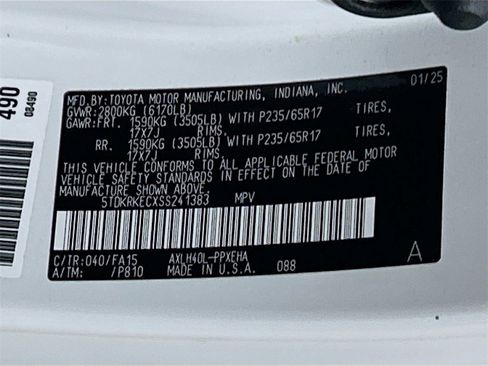 490
08490
MFD.BY:TOYOTA MOTOR MANUFACTURING, INDIANA, INC. 01/25
GVWR:2800KG (6170LB)
GAWR:FRT. 1590KG (3505LB) WITH P235/65R17 TIRES,
17X7J RIMS.
RR. 1590KG (3505LB) WITH P235/65R17 TIRES,
17X7J RIMS.
THIS VEHICLE CONFORMS TO ALL APPLICABLE FEDERAL MOTOR
VEHICLE SAFETY STANDARDS IN EFFECT ON THE DATE OF
MANUFACTURE SHOWN ABOVE.
5TDKRKECXSS241383 MPV
C/TR:040/FA15 AXLH40L-PPXEHA
A/TM: /P810 MADE IN U.S.A. 088
A